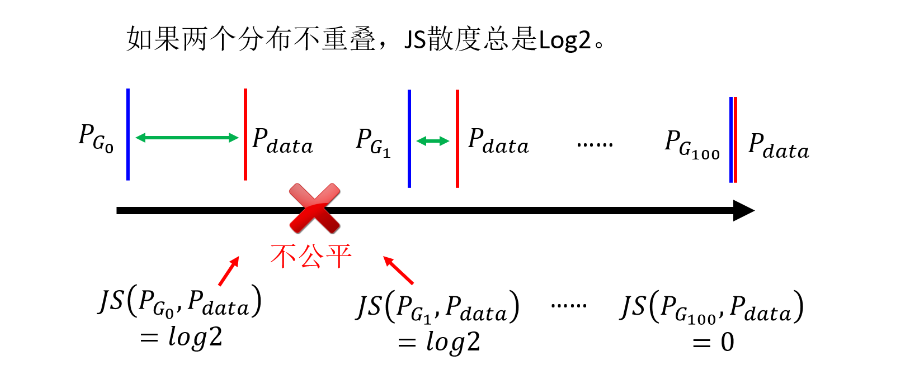 如果两个分布不重叠，JS散度总是Log2。
P_{G_0} P_{data} P_{G_1} P_{data} …… P_{G_{100}} P_{data}
不公平
JS(P_{G_0}, P_{data}) JS(P_{G_1}, P_{data}) …… JS(P_{G_{100}}, P_{data})
= log2 = log2 = 0